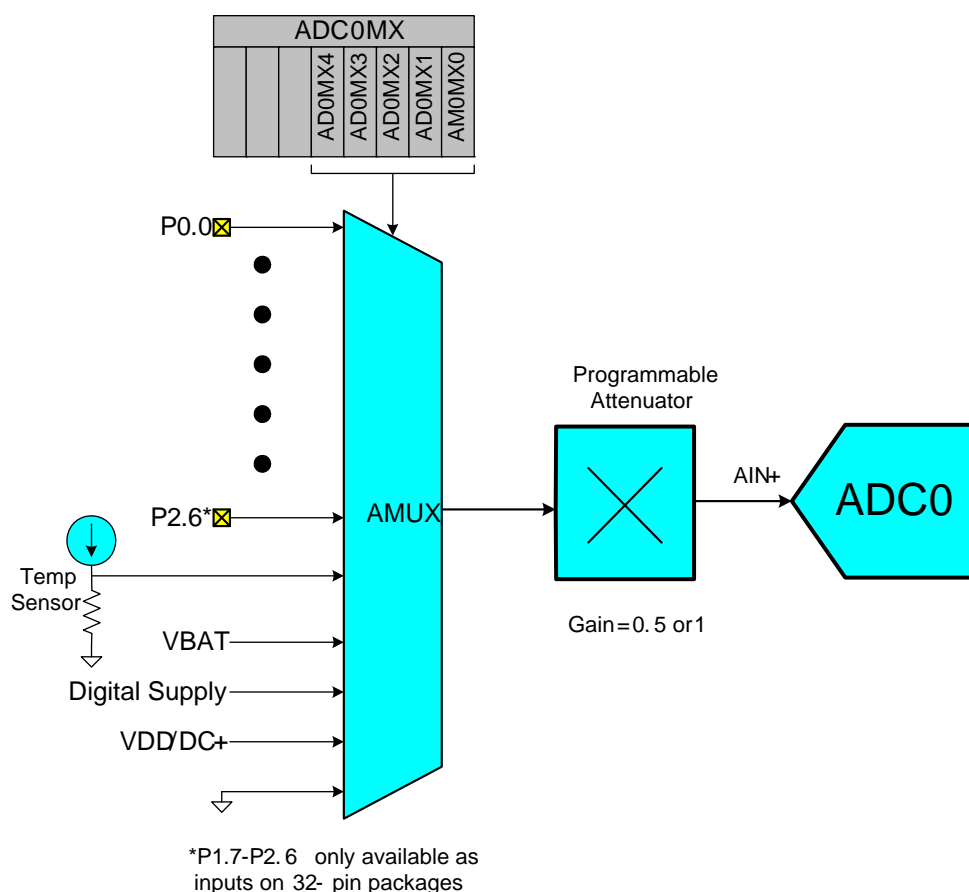 ADC0MX
AD0MX4
AD0MX3
AD0MX2
AD0MX1
AM0MX0
P0.0
Programmable
Attenuator
AIN+
ADC0
P2.6*
AMUX
Temp
Sensor
Gain=0.5 or1
VBAT
Digital Supply
VDD/DC+
*P1.7-P2.6 only available as
inputs on 32- pin packages